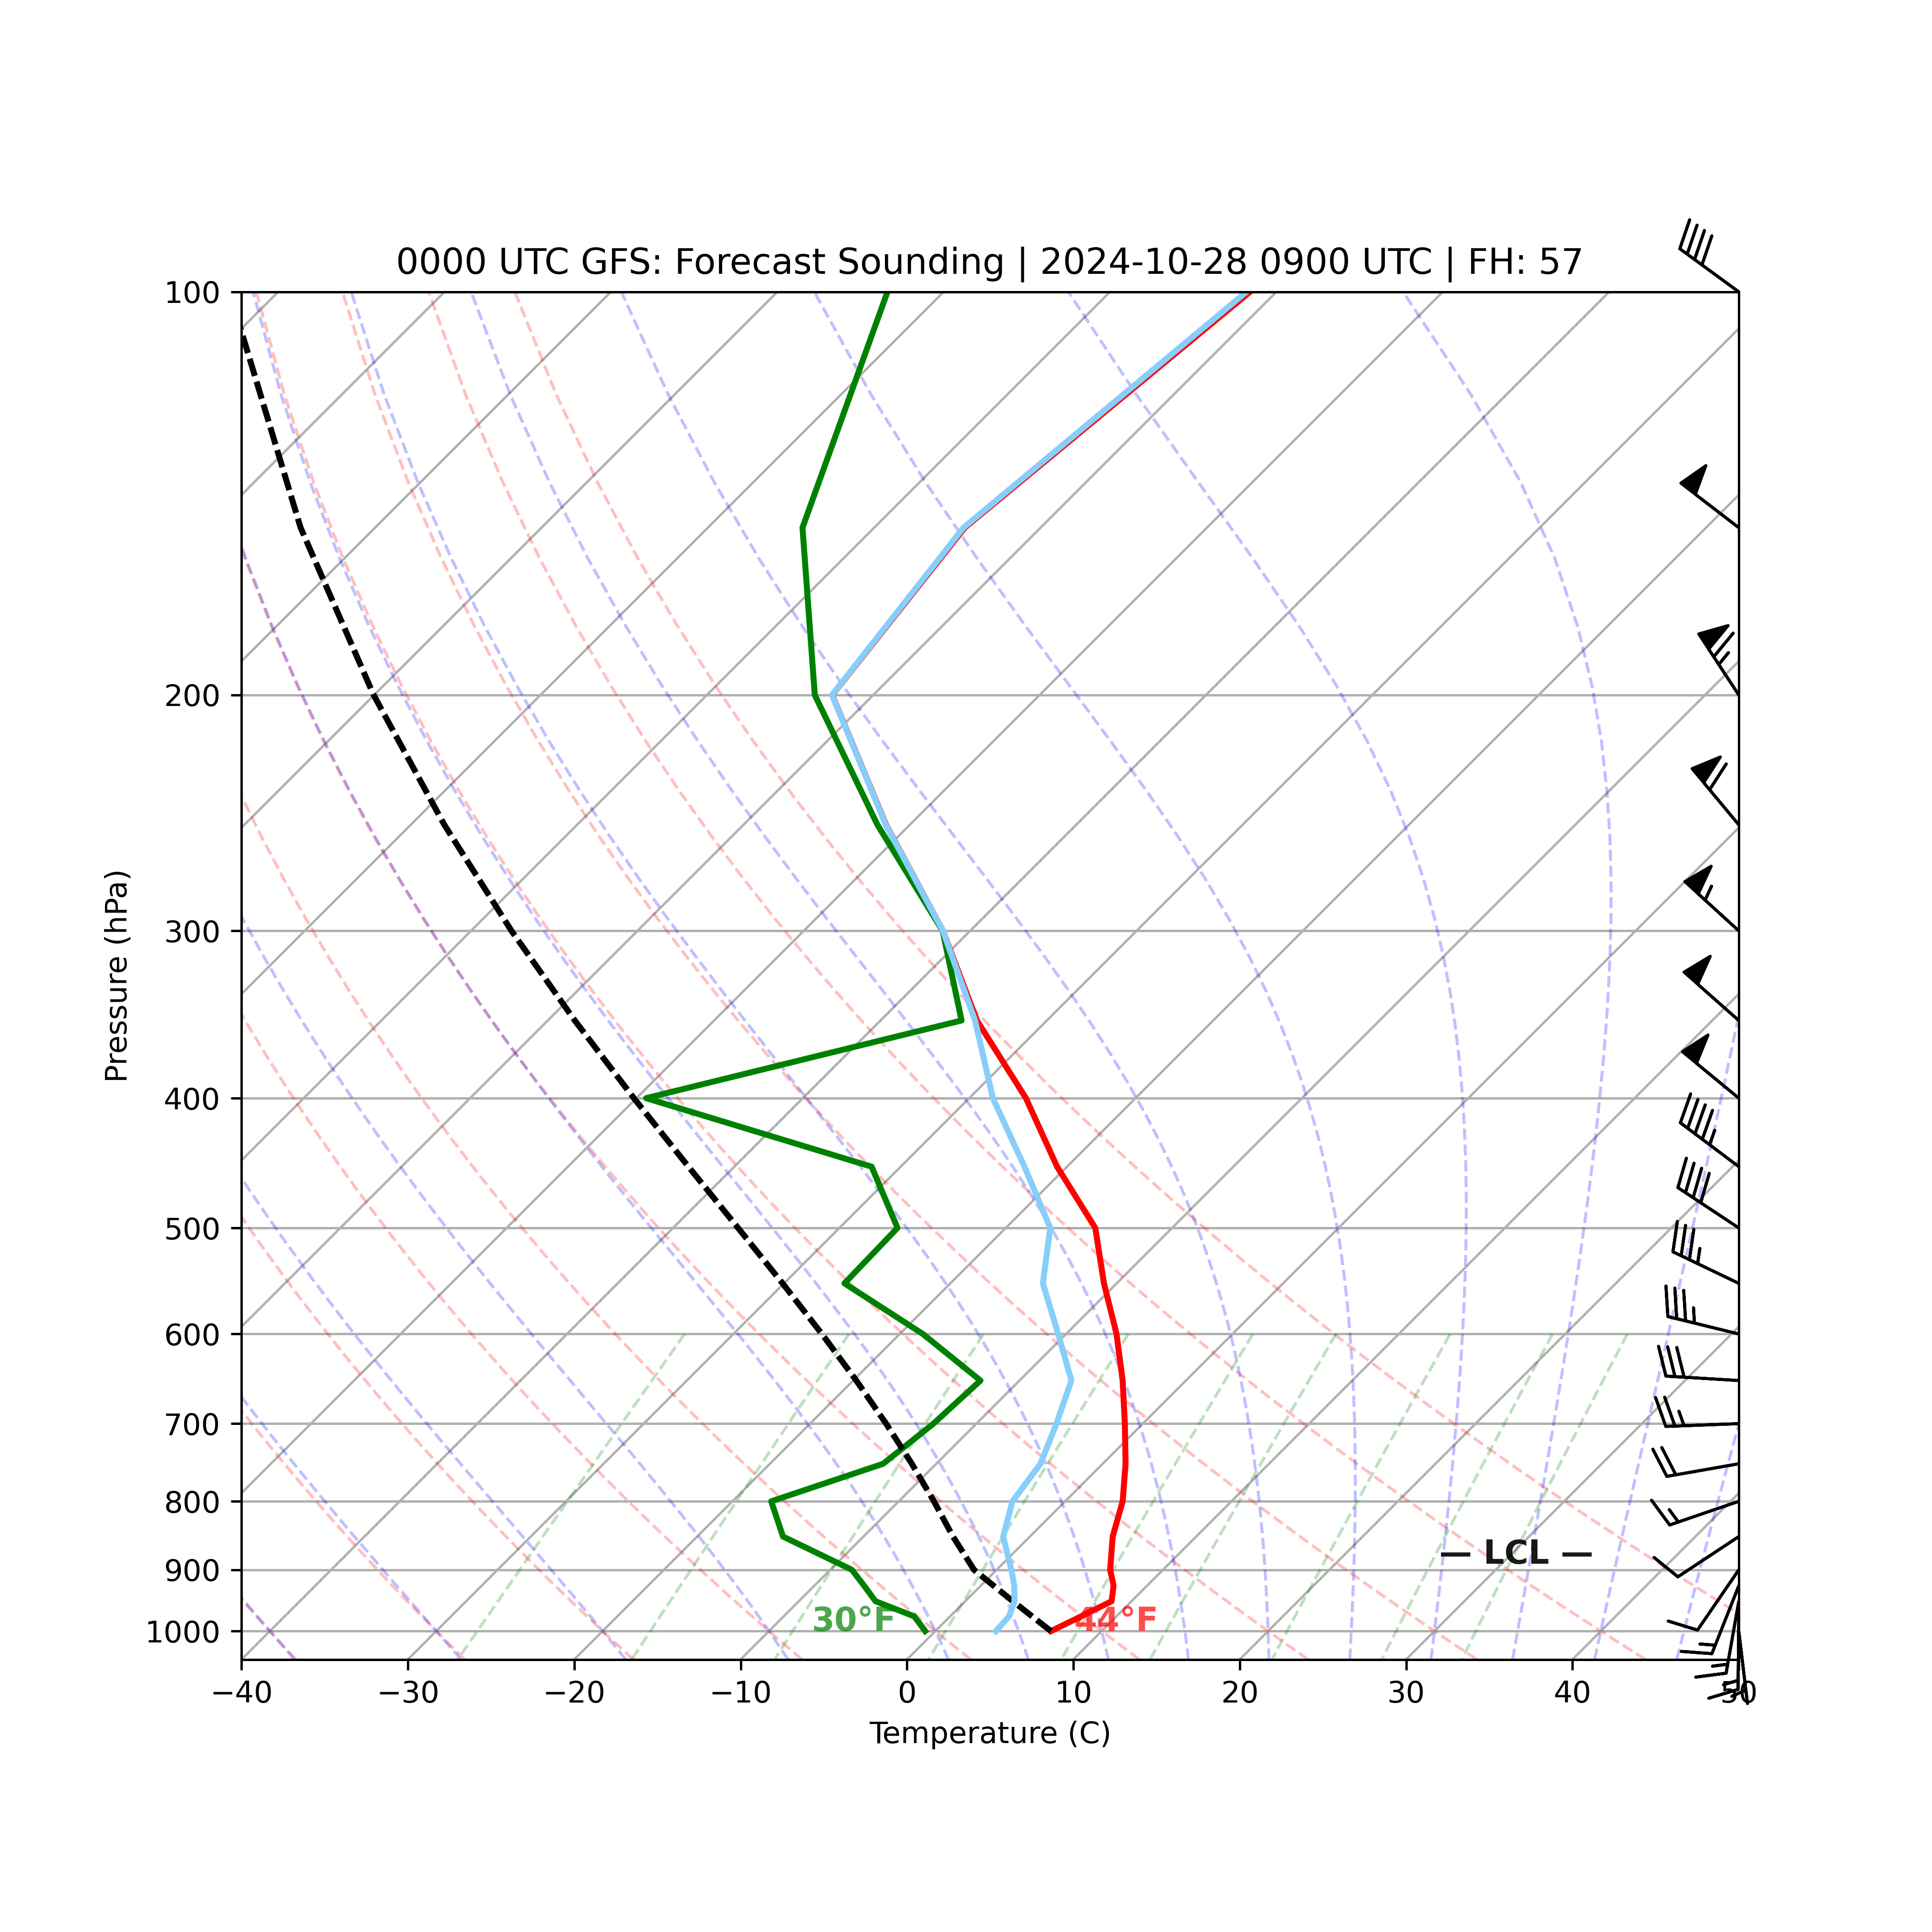 0000 UTC GFS: Forecast Sounding | 2024-10-28 0900 UTC | FH: 57
100
200
300
400
500
600
700
800
900
1000
Pressure (hPa)
— LCL —
30°F
44°F
−40 −30 −20 −10 0 10 20 30 40 50
Temperature (C)